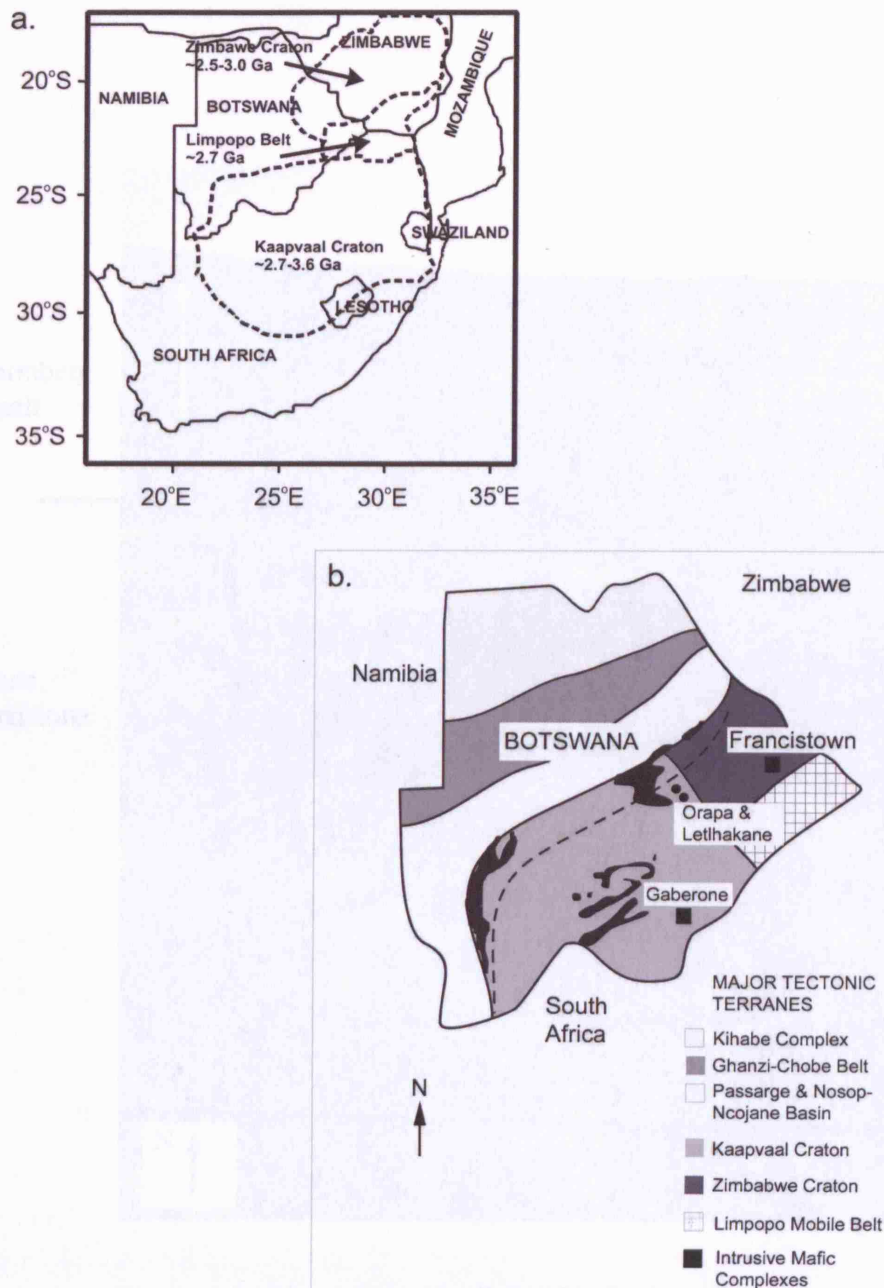 a.
Zimbawe Craton
~2.5-3.0 Ga
ZIMBABWE
20°S
NAMIBIA
BOTSWANA
MOZAMBIQUE
Limpopo Belt
~2.7 Ga
25°S
SWAZILAND
Kaapvaal Craton
~2.7-3.6 Ga
30°S
LESOTHO
SOUTH AFRICA
35°S
20°E
25°E
30°E
35°E
b.
Zimbabwe
Namibia
BOTSWANA
Francistown
Orapa &
Letlhakane
Gaberone
South
Africa
N
MAJOR TECTONIC
TERRANES
Kihabe Complex
Ghanzi-Chobe Belt
Passarge & Nosop-
Ncojane Basin
Kaapvaal Craton
Zimbabwe Craton
Limpopo Mobile Belt
Intrusive Mafic
Complexes